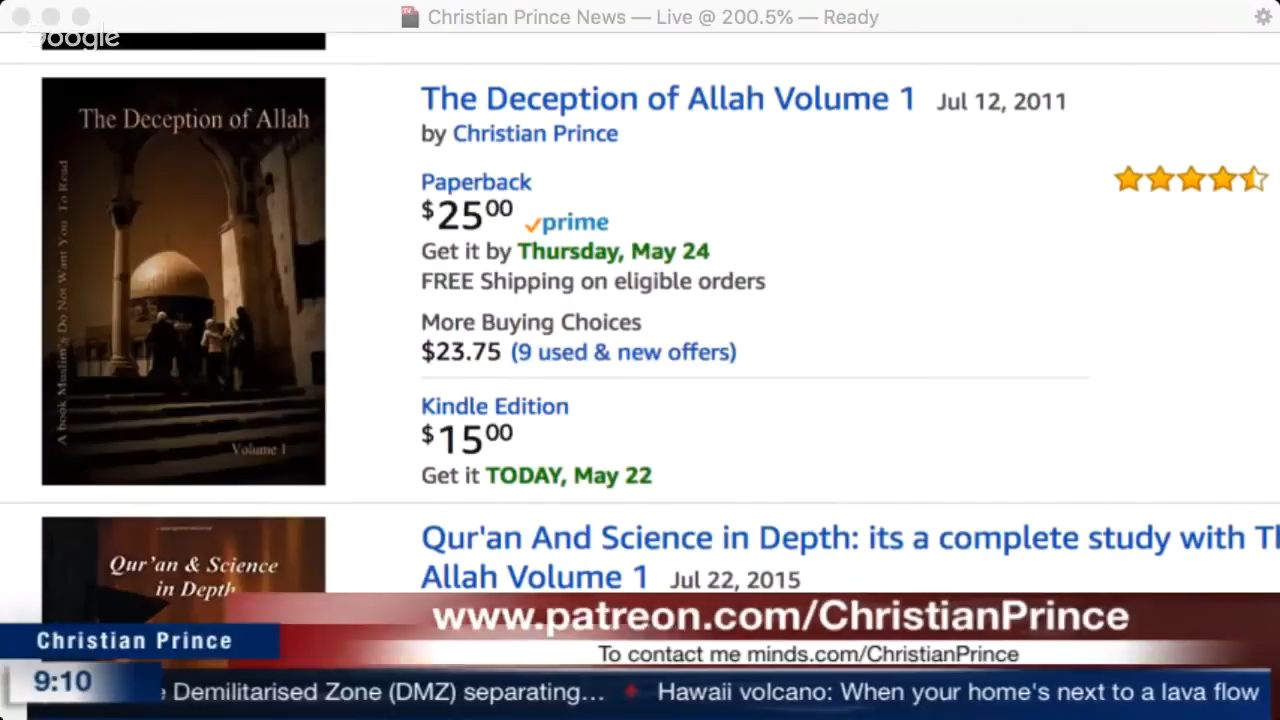 Christian Prince News — Live @ 200.5% — Ready
Google
The Deception of Allah
A book Muslim's Do Not Want You To Read
Volume 1
The Deception of Allah Volume 1 Jul 12, 2011
by Christian Prince
Paperback
$25.00 prime
Get it by Thursday, May 24
FREE Shipping on eligible orders
More Buying Choices
$23.75 (9 used & new offers)
Kindle Edition
$15.00
Get it TODAY, May 22
Qur'an & Science
in Depth
Qur'an And Science in Depth: its a complete study with Th
Allah Volume 1 Jul 22, 2015
www.patreon.com/ChristianPrince
Christian Prince
To contact me minds.com/ChristianPrince
9:10
e Demilitarised Zone (DMZ) separating... Hawaii volcano: When your home's next to a lava flow